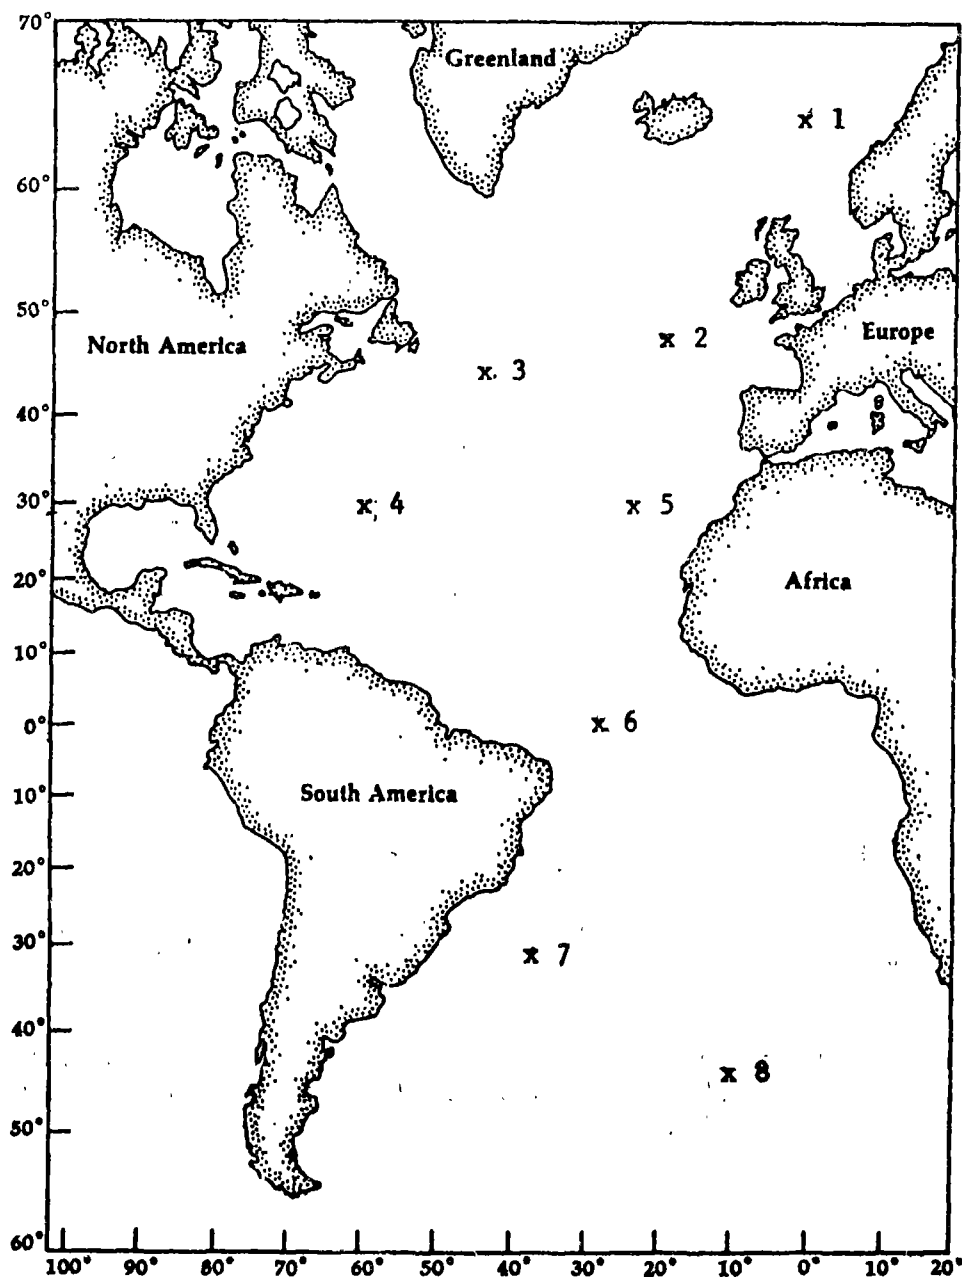 70°
Greenland
x 1
60°
50°
North America
x 2
Europe
x 3
40°
30°
x 4
x 5
20°
Africa
10°
0°
x 6
10°
South America
20°
30°
x 7
40°
x 8
50°
60°
100° 90° 80° 70° 60° 50° 40° 30° 20° 10° 0° 10° 20°